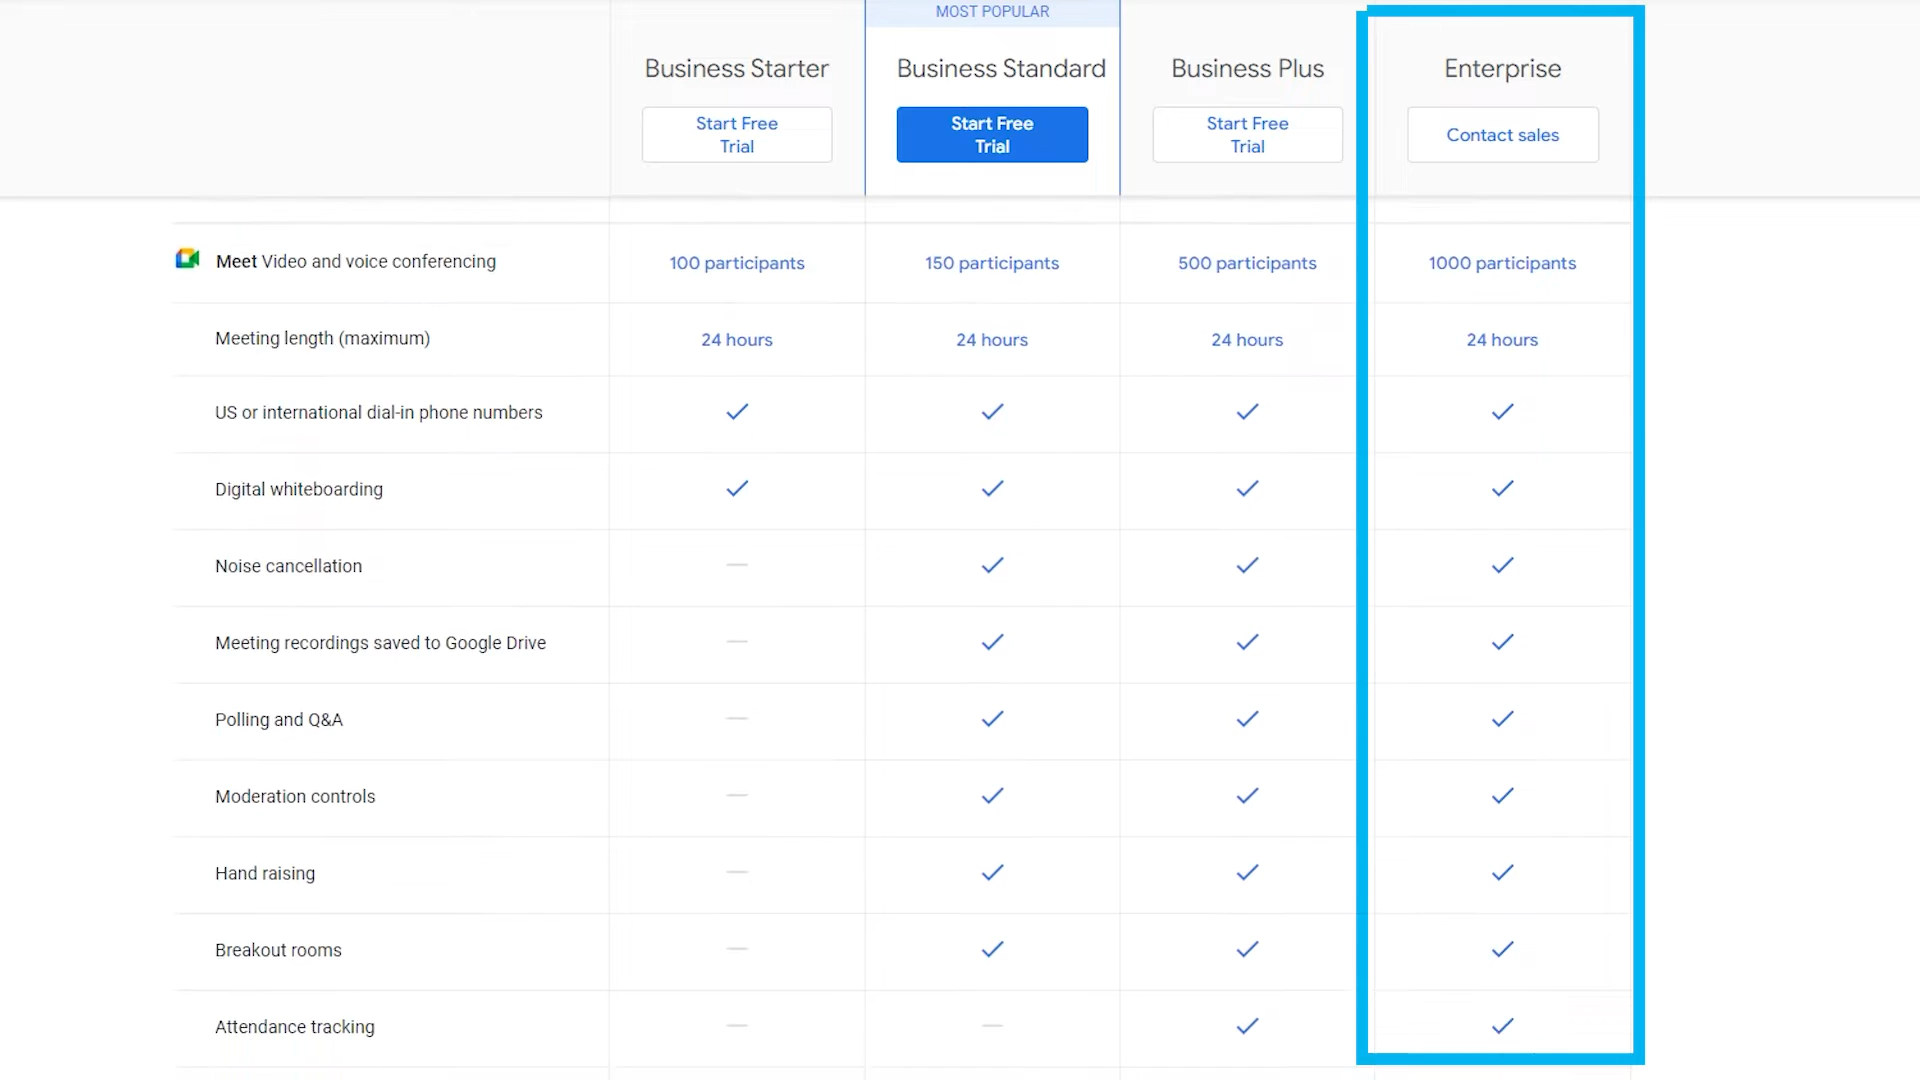 MOST POPULAR
Business Starter Business Standard Business Plus Enterprise
Start Free Trial Start Free Trial Start Free Trial Contact sales
Meet Video and voice conferencing 100 participants 150 participants 500 participants 1000 participants
Meeting length (maximum) 24 hours 24 hours 24 hours 24 hours
US or international dial-in phone numbers
Digital whiteboarding
Noise cancellation
Meeting recordings saved to Google Drive
Polling and Q&A
Moderation controls
Hand raising
Breakout rooms
Attendance tracking